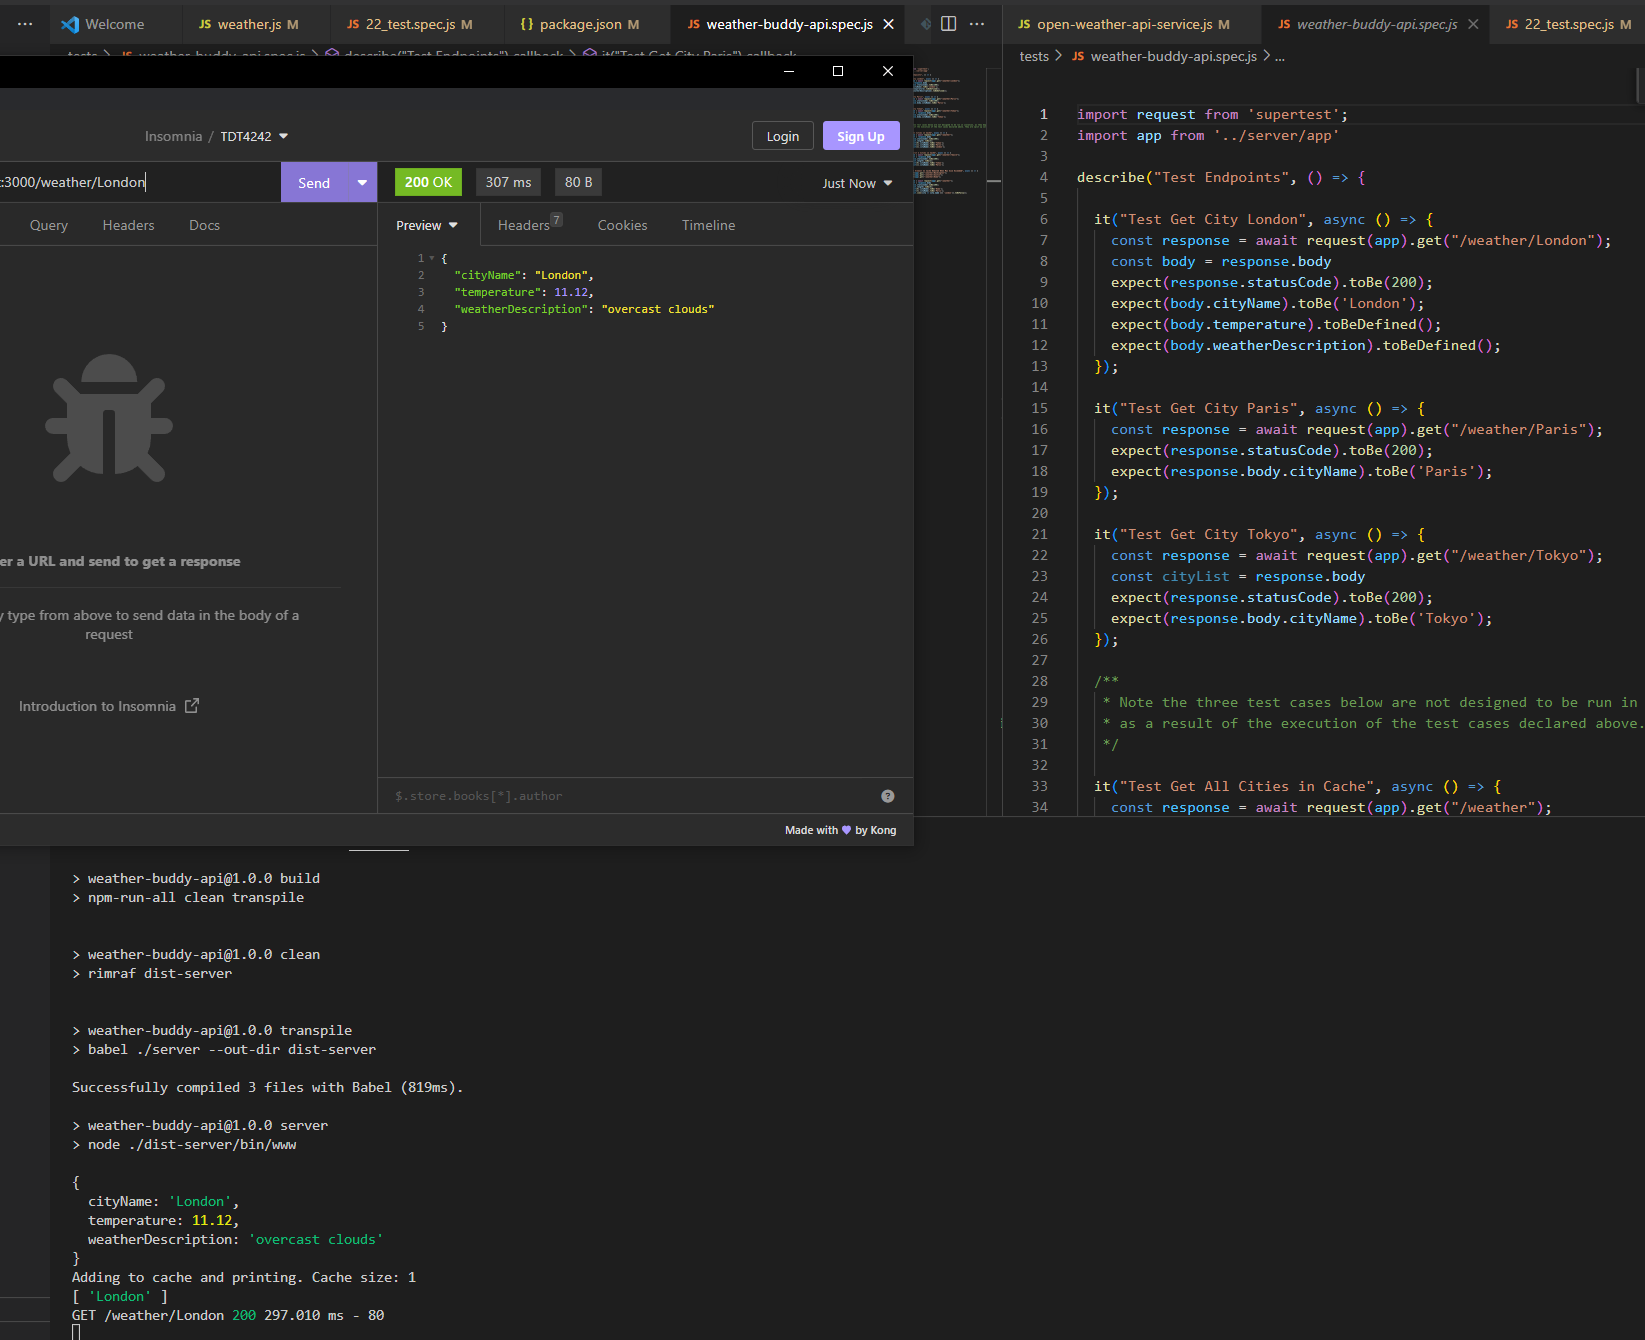 Welcome
JS weather.js M
JS 22_test.spec.js M
{} package.json M
JS weather-buddy-api.spec.js
JS open-weather-api-service.js M
JS weather-buddy-api.spec.js
JS 22_test.spec.js M
tests > JS weather-buddy-api.spec.js > describe("Test Endpoints") callback > it("Test Get City Paris") callback
tests > JS weather-buddy-api.spec.js > ...
Insomnia / TDT4242
Login
Sign Up
:3000/weather/London
Send
200 OK
307 ms
80 B
Just Now
Query
Headers
Docs
Preview
Headers 7
Cookies
Timeline
1 {
2 "cityName": "London",
3 "temperature": 11.12,
4 "weatherDescription": "overcast clouds"
5 }
er a URL and send to get a response
y type from above to send data in the body of a
request
Introduction to Insomnia
$.store.books[*].author
Made with by Kong
1 import request from 'supertest';
2 import app from '../server/app'
3
4 describe("Test Endpoints", () => {
5
6 it("Test Get City London", async () => {
7 const response = await request(app).get("/weather/London");
8 const body = response.body
9 expect(response.statusCode).toBe(200);
10 expect(body.cityName).toBe('London');
11 expect(body.temperature).toBeDefined();
12 expect(body.weatherDescription).toBeDefined();
13 });
14
15 it("Test Get City Paris", async () => {
16 const response = await request(app).get("/weather/Paris");
17 expect(response.statusCode).toBe(200);
18 expect(response.body.cityName).toBe('Paris');
19 });
20
21 it("Test Get City Tokyo", async () => {
22 const response = await request(app).get("/weather/Tokyo");
23 const cityList = response.body
24 expect(response.statusCode).toBe(200);
25 expect(response.body.cityName).toBe('Tokyo');
26 });
27
28 /**
29 * Note the three test cases below are not designed to be run in
30 * as a result of the execution of the test cases declared above.
31 */
32
33 it("Test Get All Cities in Cache", async () => {
34 const response = await request(app).get("/weather");
> weather-buddy-api@1.0.0 build
> npm-run-all clean transpile
> weather-buddy-api@1.0.0 clean
> rimraf dist-server
> weather-buddy-api@1.0.0 transpile
> babel ./server --out-dir dist-server
Successfully compiled 3 files with Babel (819ms).
> weather-buddy-api@1.0.0 server
> node ./dist-server/bin/www
{
cityName: 'London',
temperature: 11.12,
weatherDescription: 'overcast clouds'
}
Adding to cache and printing. Cache size: 1
[ 'London' ]
GET /weather/London 200 297.010 ms - 80